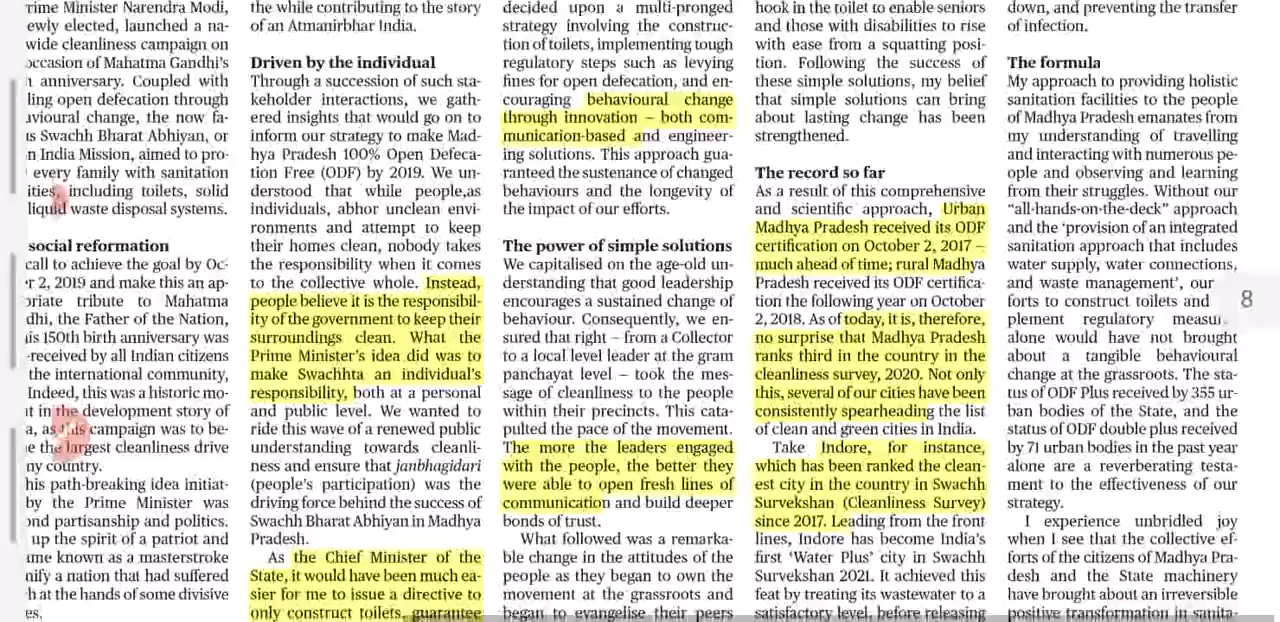 rime Minister Narendra Modi,
ewly elected, launched a na-
wide cleanliness campaign on
occasion of Mahatma Gandhi's
anniversary. Coupled with
ling open defecation through
avioural change, the now fa-
us Swachh Bharat Abhiyan, or
n India Mission, aimed to pro-
every family with sanitation
ities, including toilets, solid
liquid waste disposal systems.
social reformation
call to achieve the goal by Oc-
r 2, 2019 and make this an ap-
priate tribute to Mahatma
dhi, the Father of the Nation,
is 150th birth anniversary was
-received by all Indian citizens
the international community,
Indeed, this was a historic mo-
t in the development story of
a, as this campaign was to be-
e the largest cleanliness drive
ny country.
his path-breaking idea initiat-
by the Prime Minister was
ond partisanship and politics.
up the spirit of a patriot and
ame known as a masterstroke
nify a nation that had suffered
h at the hands of some divisive
es.
the while contributing to the story
of an Atmanirbhar India.
Driven by the individual
Through a succession of such sta-
keholder interactions, we gath-
ered insights that would go on to
inform our strategy to make Mad-
hya Pradesh 100% Open Defeca-
tion Free (ODF) by 2019. We un-
derstood that while people,as
individuals, abhor unclean envi-
ronments and attempt to keep
their homes clean, nobody takes
the responsibility when it comes
to the collective whole. Instead,
people believe it is the responsibil-
ity of the government to keep their
surroundings clean. What the
Prime Minister's idea did was to
make Swachhta an individual's
responsibility, both at a personal
and public level. We wanted to
ride this wave of a renewed public
understanding towards cleanli-
ness and ensure that janbhagidari
(people's participation) was the
driving force behind the success of
Swachh Bharat Abhiyan in Madhya
Pradesh.
As the Chief Minister of the
State, it would have been much ea-
sier for me to issue a directive to
only construct toilets, guarantee
decided upon a multi-pronged
strategy involving the construc-
tion of toilets, implementing tough
regulatory steps such as levying
fines for open defecation, and en-
couraging behavioural change
through innovation – both com-
munication-based and engineer-
ing solutions. This approach gua-
ranteed the sustenance of changed
behaviours and the longevity of
the impact of our efforts.
The power of simple solutions
We capitalised on the age-old un-
derstanding that good leadership
encourages a sustained change of
behaviour. Consequently, we en-
sured that right – from a Collector
to a local level leader at the gram
panchayat level – took the mes-
sage of cleanliness to the people
within their precincts. This cata-
pulted the pace of the movement.
The more the leaders engaged
with the people, the better they
were able to open fresh lines of
communication and build deeper
bonds of trust.
What followed was a remarka-
ble change in the attitudes of the
people as they began to own the
movement at the grassroots and
began to evangelise their peers
hook in the toilet to enable seniors
and those with disabilities to rise
with ease from a squatting posi-
tion. Following the success of
these simple solutions, my belief
that simple solutions can bring
about lasting change has been
strengthened.
The record so far
As a result of this comprehensive
and scientific approach, Urban
Madhya Pradesh received its ODF
certification on October 2, 2017 –
much ahead of time; rural Madhya
Pradesh received its ODF certifica-
tion the following year on October
2, 2018. As of today, it is, therefore,
no surprise that Madhya Pradesh
ranks third in the country in the
cleanliness survey, 2020. Not only
this, several of our cities have been
consistently spearheading the list
of clean and green cities in India.
Take Indore, for instance,
which has been ranked the clean-
est city in the country in Swachh
Survekshan (Cleanliness Survey)
since 2017. Leading from the front
lines, Indore has become India's
first 'Water Plus' city in Swachh
Survekshan 2021. It achieved this
feat by treating its wastewater to a
satisfactory level, before releasing
down, and preventing the transfer
of infection.
The formula
My approach to providing holistic
sanitation facilities to the people
of Madhya Pradesh emanates from
my understanding of travelling
and interacting with numerous pe-
ople and observing and learning
from their struggles. Without our
"all-hands-on-the-deck" approach
and the 'provision of an integrated
sanitation approach that includes
water supply, water connections,
and waste management', our
forts to construct toilets and
plement regulatory measu
alone would have not brought
about a tangible behavioural
change at the grassroots. The sta-
tus of ODF Plus received by 355 ur-
ban bodies of the State, and the
status of ODF double plus received
by 71 urban bodies in the past year
alone are a reverberating testa-
ment to the effectiveness of our
strategy.
I experience unbridled joy
when I see that the collective ef-
forts of the citizens of Madhya Pra-
desh and the State machinery
have brought about an irreversible
positive transformation in sanita-
8